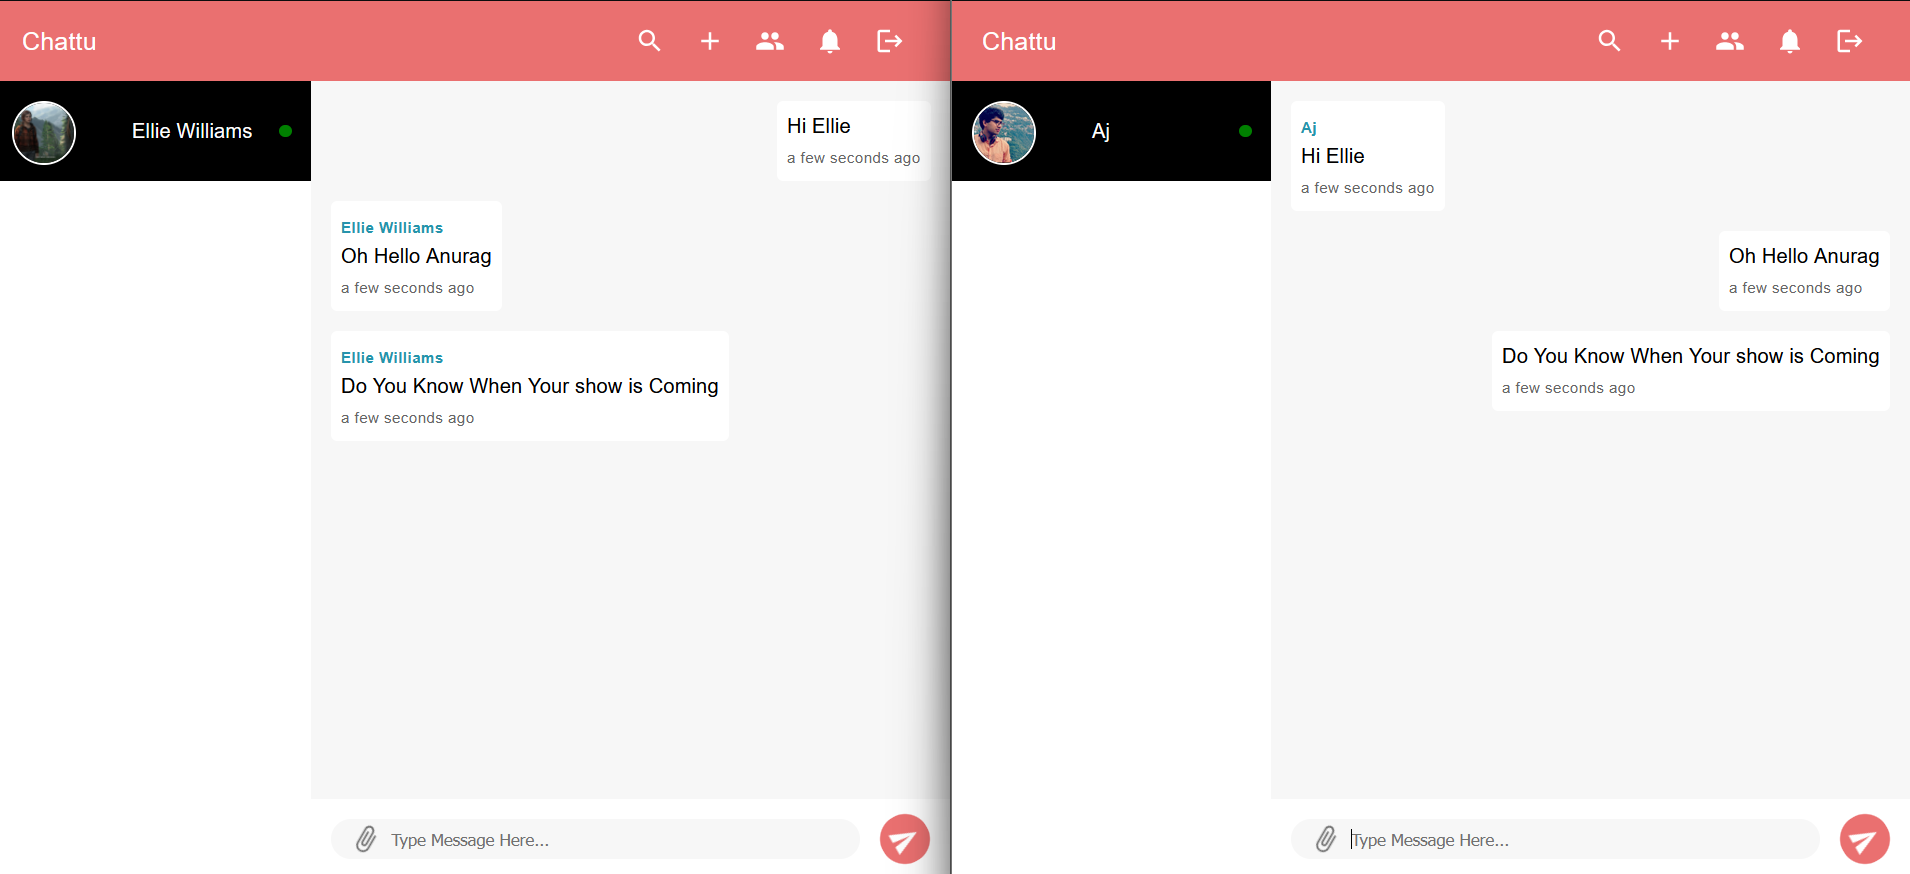 Chattu
Ellie Williams
Hi Ellie
a few seconds ago
Ellie Williams
Oh Hello Anurag
a few seconds ago
Ellie Williams
Do You Know When Your show is Coming
a few seconds ago
Type Message Here...
Chattu
Aj
Aj
Hi Ellie
a few seconds ago
Oh Hello Anurag
a few seconds ago
Do You Know When Your show is Coming
a few seconds ago
Type Message Here...